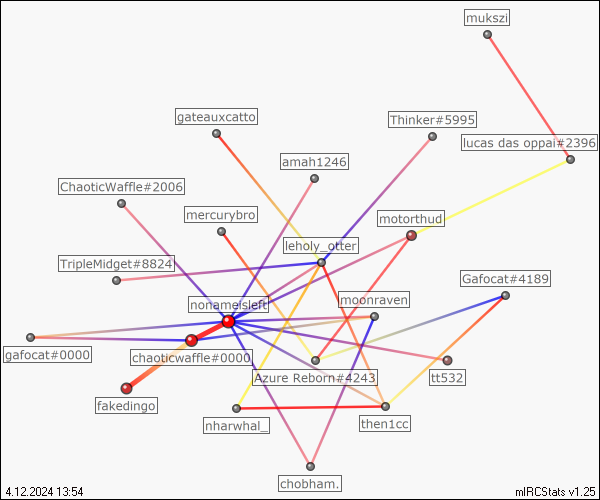 mukszi
gateauxcatto
Thinker#5995
lucas das oppai#2396
amah1246
ChaoticWaffle#2006
mercurybro
motorthud
leholy_otter
TripleMidget#8824
Gafocat#4189
nonameisleft
moonraven
gafocat#0000
chaoticwaffle#0000
Azure Reborn#4243
tt532
fakedingo
nharwhal_
then1cc
chobham.
4.12.2024 13:54
mIRCStats v1.25